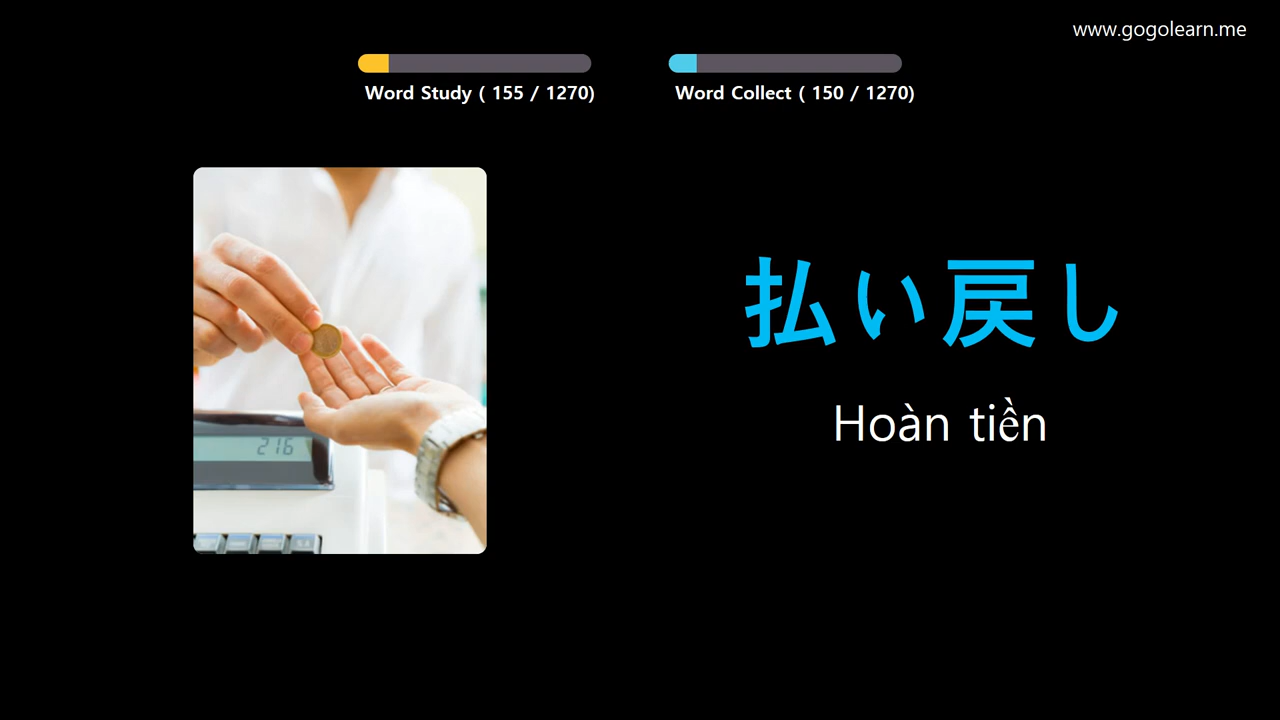 www.gogolearn.me
Word Study ( 155 / 1270)
Word Collect ( 150 / 1270)
払い戻し
Hoàn tiền
216